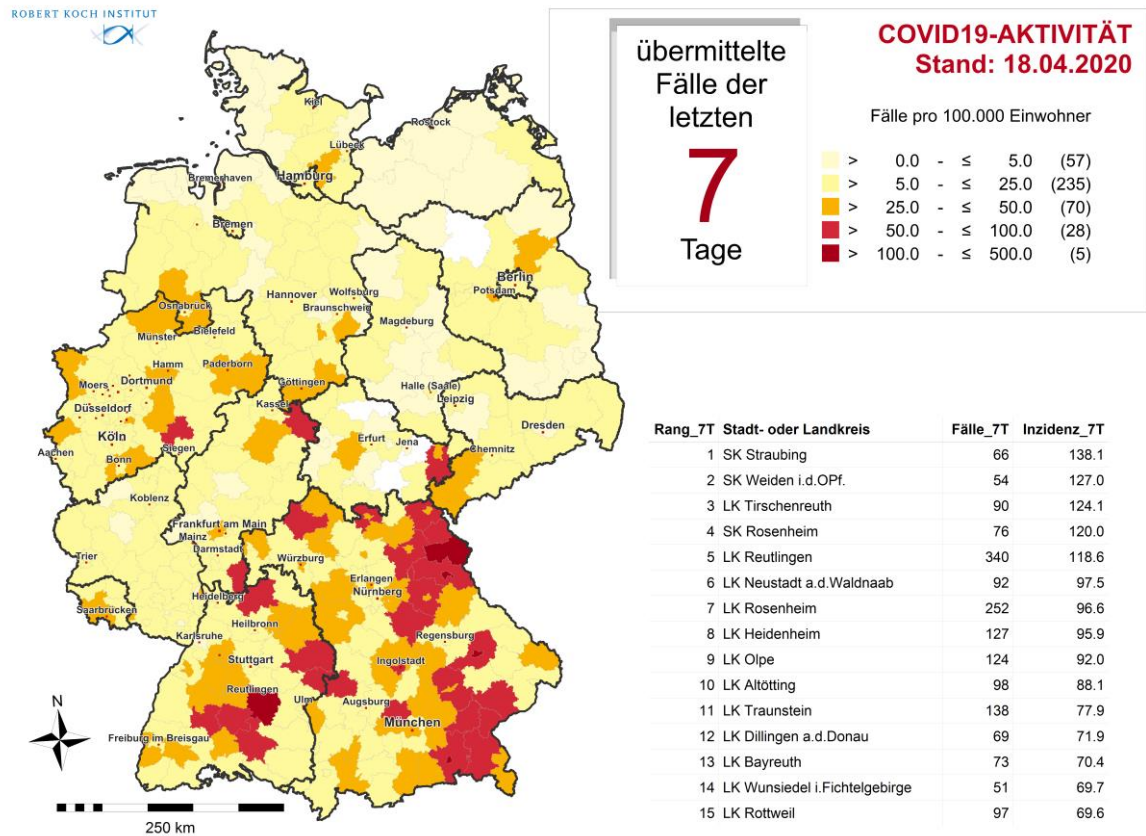 ROBERT KOCH INSTITUT
übermittelte
Fälle der
letzten
7
Tage
COVID19-AKTIVITÄT
Stand: 18.04.2020
Fälle pro 100.000 Einwohner
> 0.0 - ≤ 5.0 (57)
> 5.0 - ≤ 25.0 (235)
> 25.0 - ≤ 50.0 (70)
> 50.0 - ≤ 100.0 (28)
> 100.0 - ≤ 500.0 (5)
Kiel
Rostock
Lübeck
Hamburg
Bremerhaven
Bremen
Berlin
Potsdam
Hannover
Wolfsburg
Braunschweig
Osnabrück
Magdeburg
Münster
Bielefeld
Hamm
Paderborn
Moers
Dortmund
Göttingen
Halle (Saale)
Leipzig
Kassel
Düsseldorf
Dresden
Köln
Erfurt
Jena
Chemnitz
Siegen
Aachen
Bonn
Koblenz
Frankfurt am Main
Mainz
Darmstadt
Würzburg
Trier
Erlangen
Nürnberg
Heidelberg
Saarbrücken
Heilbronn
Karlsruhe
Regensburg
Stuttgart
Ingolstadt
Reutlingen
Ulm
Augsburg
München
Freiburg im Breisgau
N
250 km
Rang_7T Stadt- oder Landkreis Fälle_7T Inzidenz_7T
1 SK Straubing 66 138.1
2 SK Weiden i.d.OPf. 54 127.0
3 LK Tirschenreuth 90 124.1
4 SK Rosenheim 76 120.0
5 LK Reutlingen 340 118.6
6 LK Neustadt a.d.Waldnaab 92 97.5
7 LK Rosenheim 252 96.6
8 LK Heidenheim 127 95.9
9 LK Olpe 124 92.0
10 LK Altötting 98 88.1
11 LK Traunstein 138 77.9
12 LK Dillingen a.d.Donau 69 71.9
13 LK Bayreuth 73 70.4
14 LK Wunsiedel i.Fichtelgebirge 51 69.7
15 LK Rottweil 97 69.6